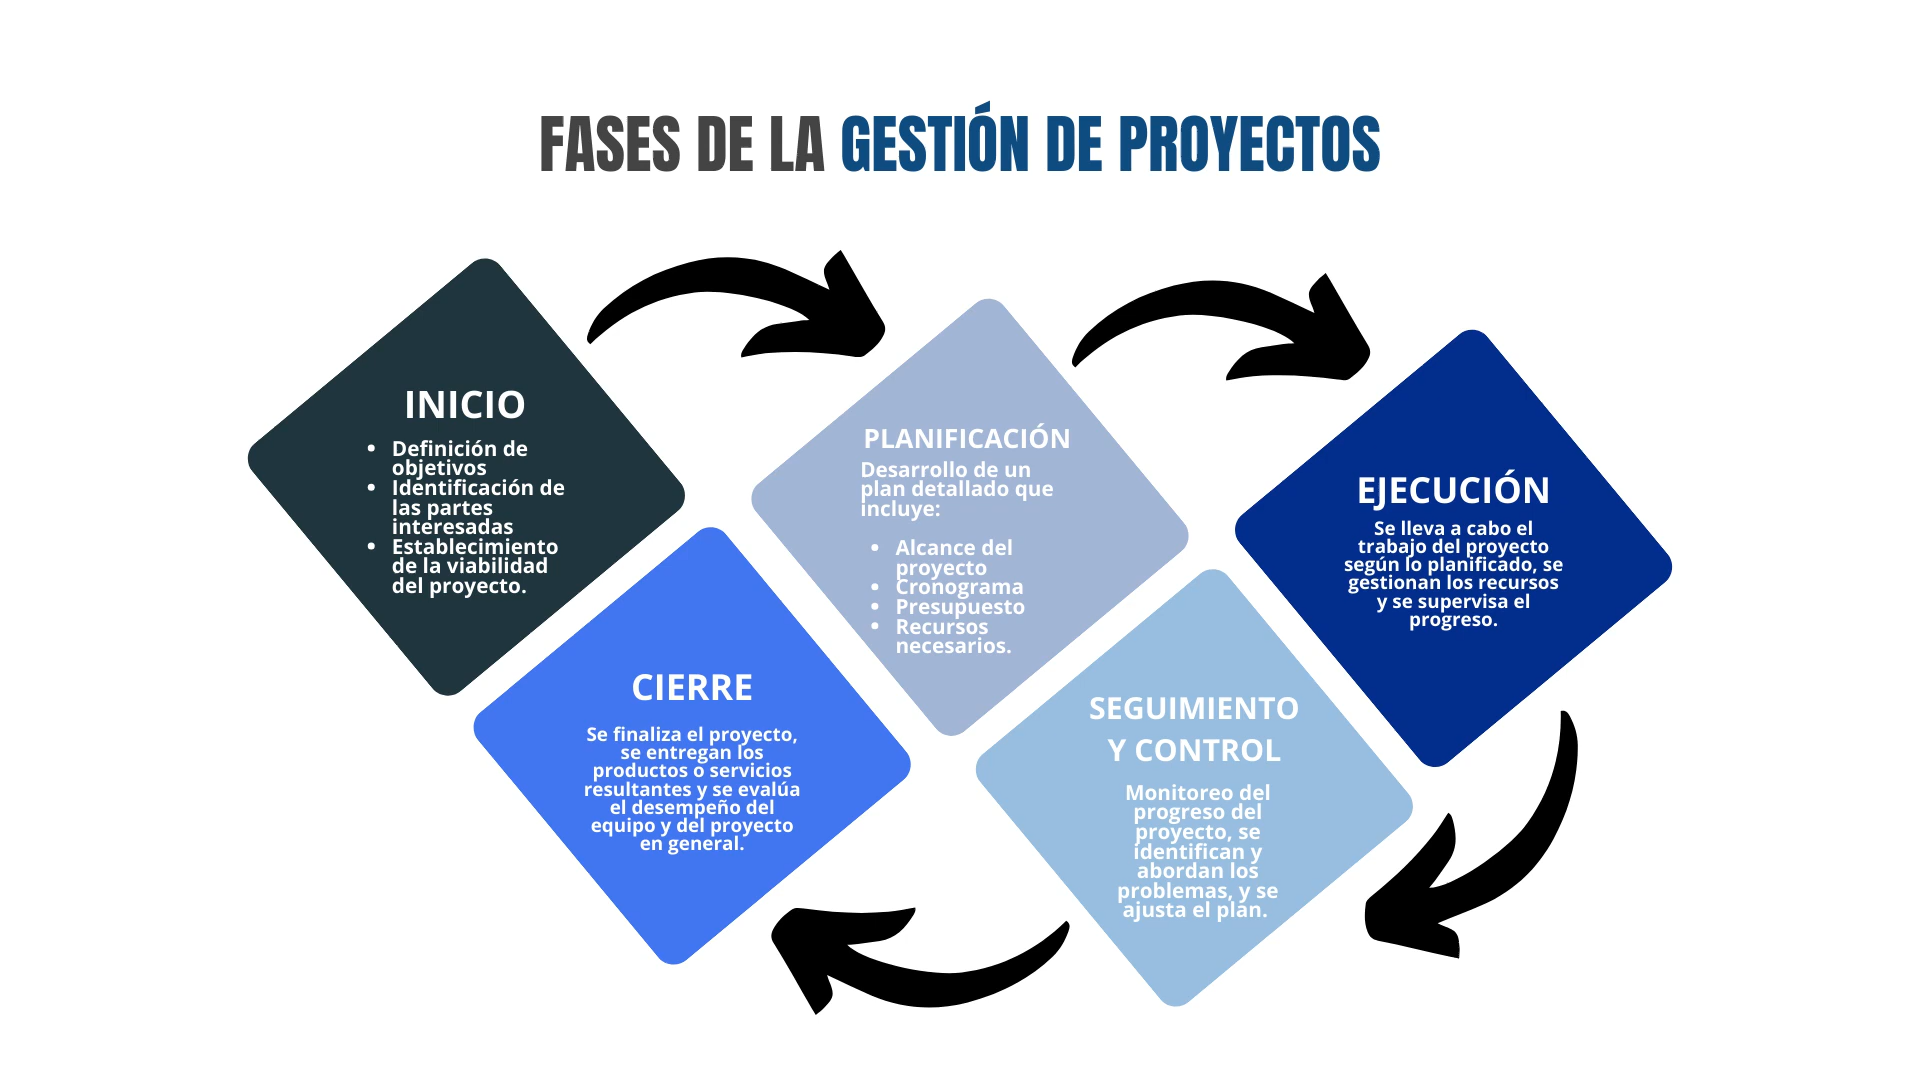 FASES DE LA GESTIÓN DE PROYECTOS
INICIO
• Definición de
objetivos
• Identificación de
las partes
interesadas
• Establecimiento
de la viabilidad
del proyecto.
PLANIFICACIÓN
Desarrollo de un
plan detallado que
incluye:
• Alcance del
proyecto
• Cronograma
• Presupuesto
• Recursos
necesarios.
EJECUCIÓN
Se lleva a cabo el
trabajo del proyecto
según lo planificado, se
gestionan los recursos
y se supervisa el
progreso.
SEGUIMIENTO
Y CONTROL
Monitoreo del
progreso del
proyecto, se
identifican y
abordan los
problemas, y se
ajusta el plan.
CIERRE
Se finaliza el proyecto,
se entregan los
productos o servicios
resultantes y se evalúa
el desempeño del
equipo y del proyecto
en general.